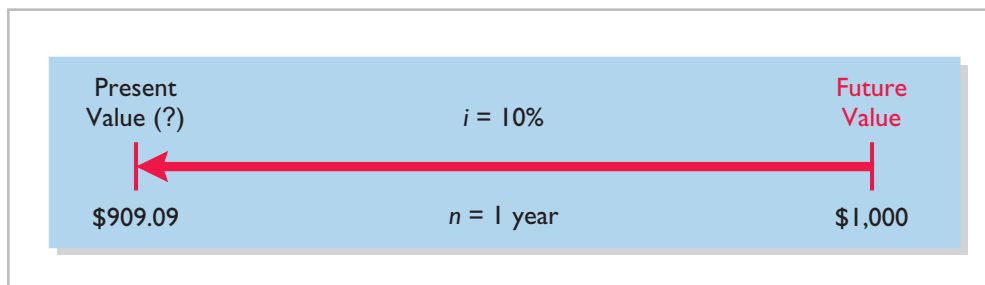 Present
Value (?)
i = 10%
Future
Value
$909.09
n = 1 year
$1,000